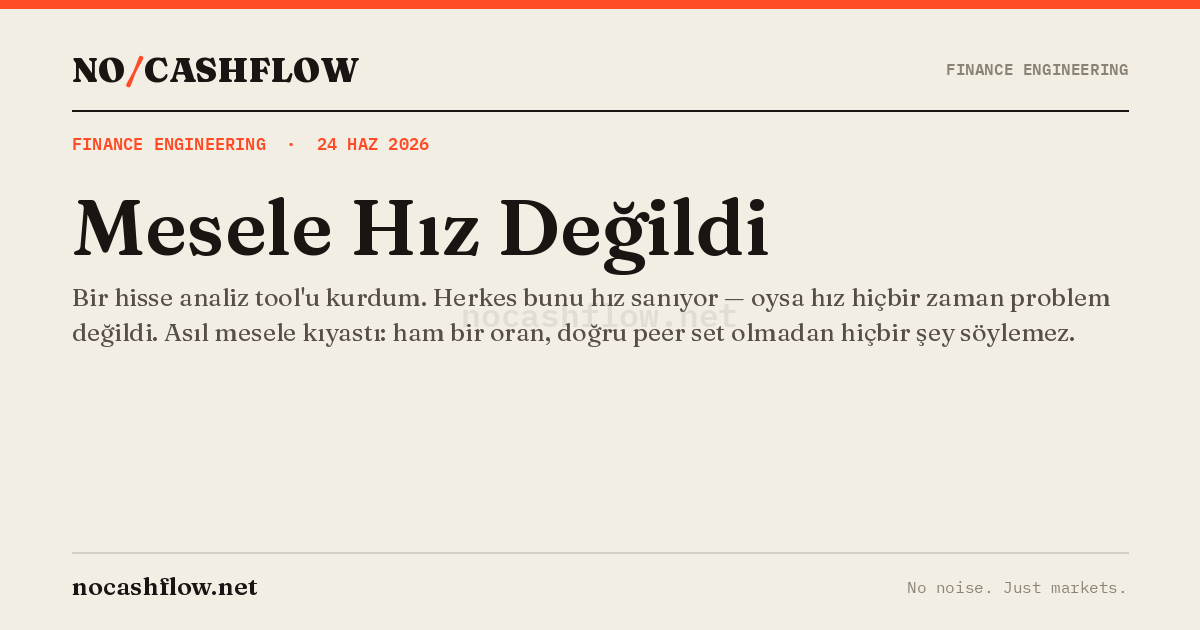 NO/CASHFLOW
FINANCE ENGINEERING
FINANCE ENGINEERING · 24 HAZ 2026
Mesele Hız Değildi
Bir hisse analiz tool'u kurdum. Herkes bunu hız sanıyor — oysa hız hiçbir zaman problem
değildi. Asıl mesele kıyastı: ham bir oran, doğru peer set olmadan hiçbir şey söylemez.
nocashflow.net
nocashflow.net
No noise. Just markets.